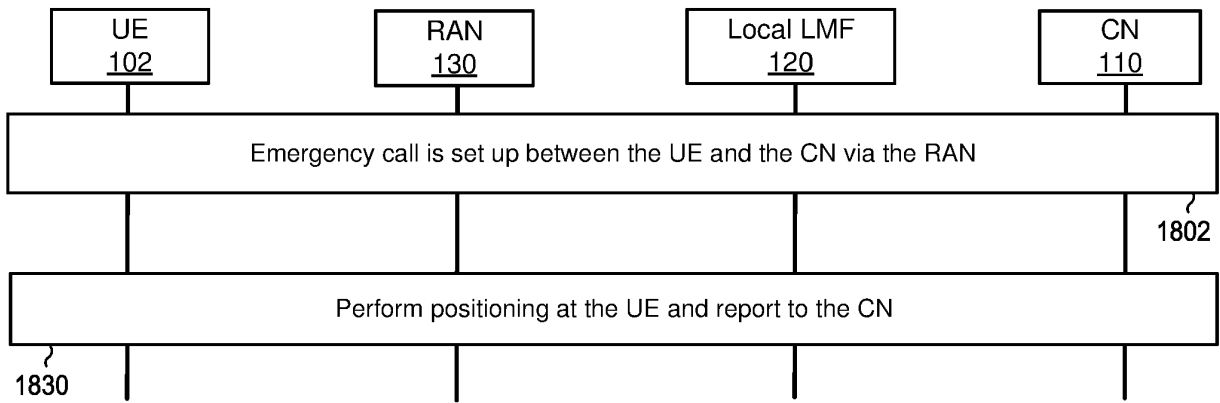 UE
102
RAN
130
Local LMF
120
CN
110
Emergency call is set up between the UE and the CN via the RAN
1802
Perform positioning at the UE and report to the CN
1830